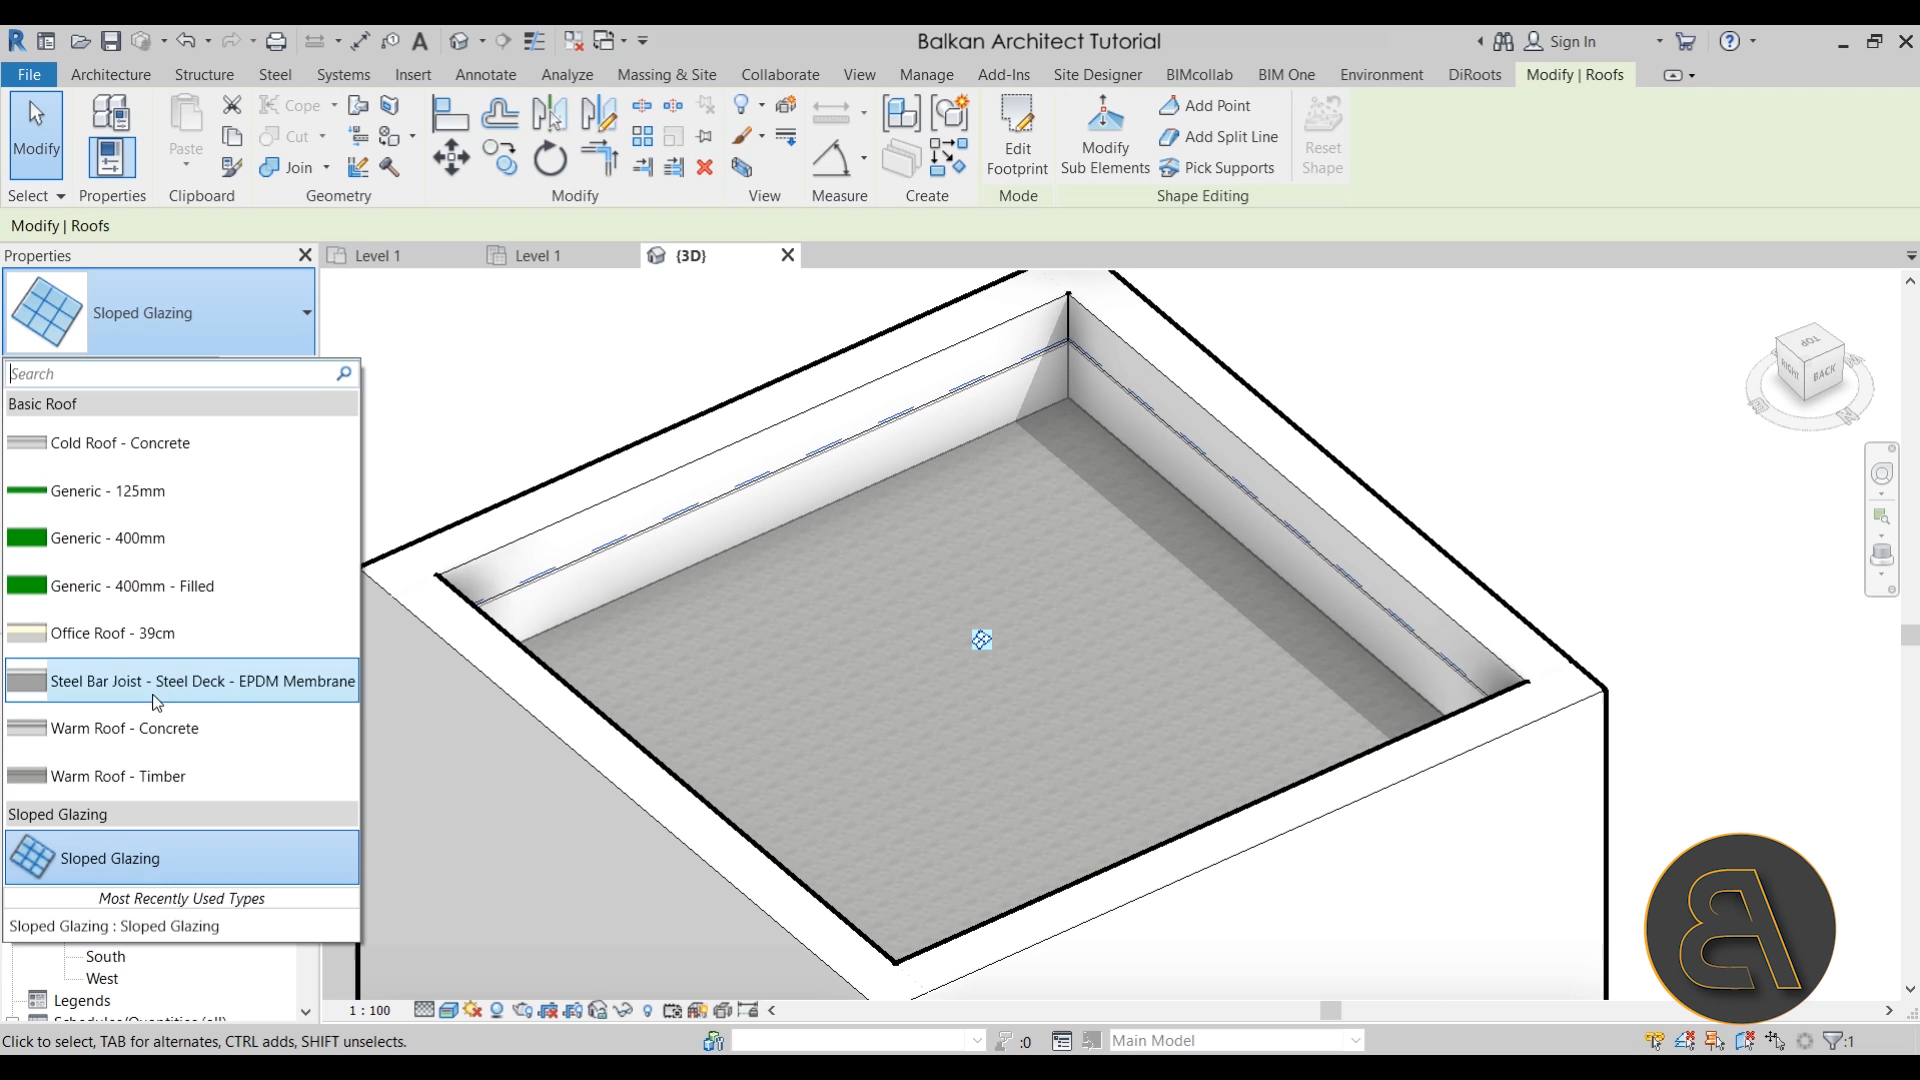 Balkan Architect Tutorial
Sign In
File Architecture Structure Steel Systems Insert Annotate Analyze Massing & Site Collaborate View Manage Add-Ins Site Designer BIMcollab BIM One Environment DiRoots Modify | Roofs
Modify
Paste
Cope
Cut
Join
Edit
Footprint
Modify
Sub Elements
Add Point
Add Split Line
Pick Supports
Reset
Shape
Select Properties Clipboard Geometry Modify View Measure Create Mode Shape Editing
Modify | Roofs
Properties
Level 1
Level 1
{3D}
Sloped Glazing
Search
Basic Roof
Cold Roof - Concrete
Generic - 125mm
Generic - 400mm
Generic - 400mm - Filled
Office Roof - 39cm
Steel Bar Joist - Steel Deck - EPDM Membrane
Warm Roof - Concrete
Warm Roof - Timber
Sloped Glazing
Sloped Glazing
Most Recently Used Types
Sloped Glazing : Sloped Glazing
South
West
Legends
TOP
RIGHT
BACK
1 : 100
Click to select, TAB for alternates, CTRL adds, SHIFT unselects.
:0
Main Model
:1